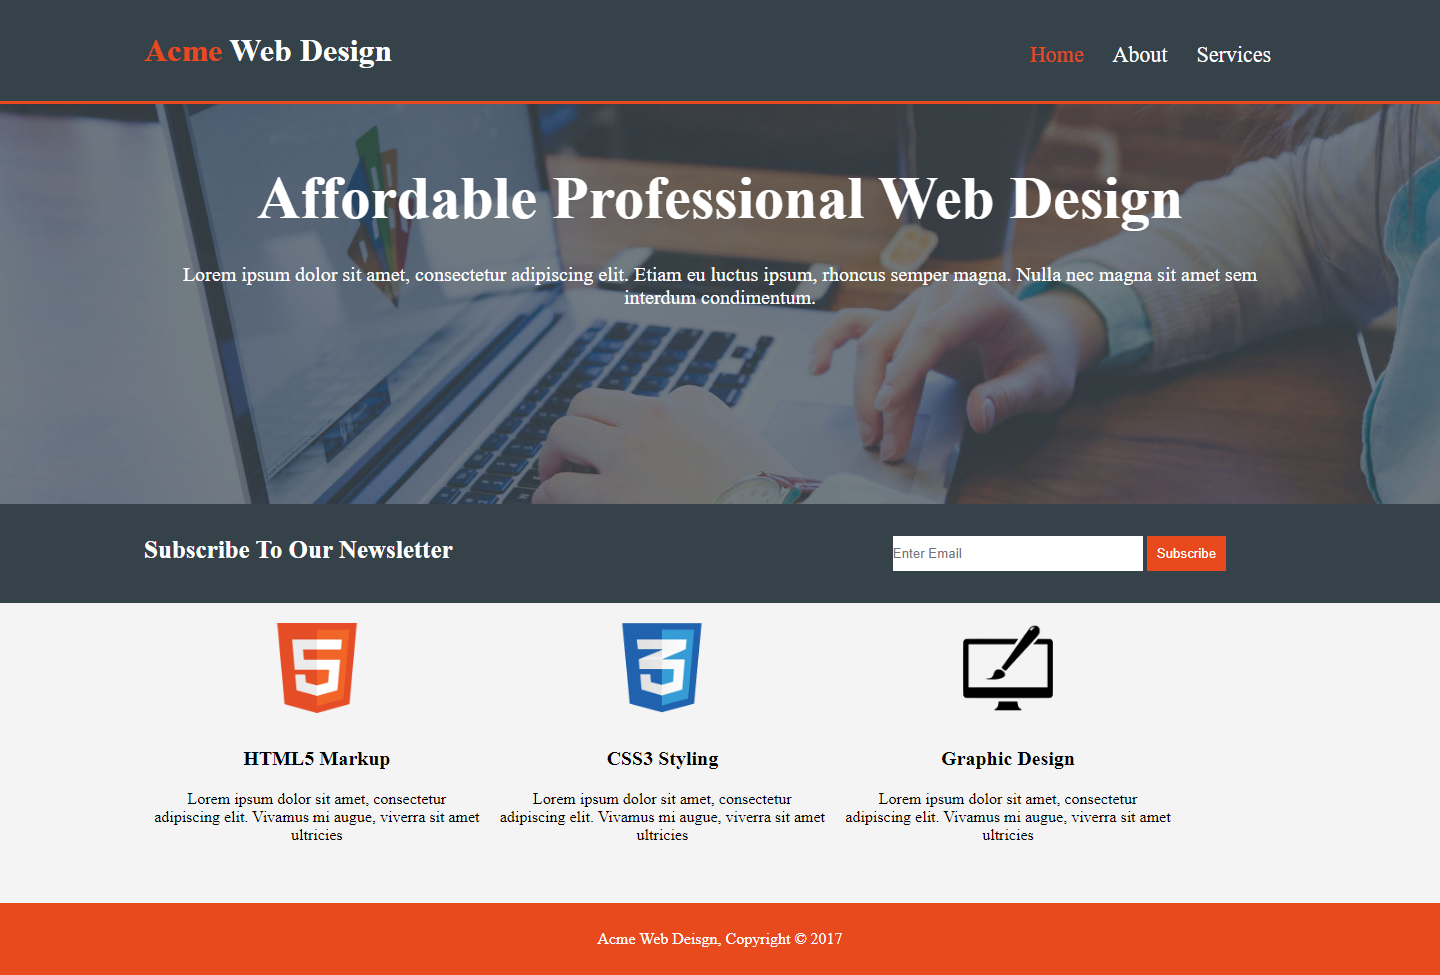 Acme Web Design
Home About Services
Affordable Professional Web Design
Lorem ipsum dolor sit amet, consectetur adipiscing elit. Etiam eu luctus ipsum, rhoncus semper magna. Nulla nec magna sit amet sem
interdum condimentum.
Subscribe To Our Newsletter
Enter Email
Subscribe
5
3
HTML5 Markup
Lorem ipsum dolor sit amet, consectetur
adipiscing elit. Vivamus mi augue, viverra sit amet
ultricies
CSS3 Styling
Lorem ipsum dolor sit amet, consectetur
adipiscing elit. Vivamus mi augue, viverra sit amet
ultricies
Graphic Design
Lorem ipsum dolor sit amet, consectetur
adipiscing elit. Vivamus mi augue, viverra sit amet
ultricies
Acme Web Deisgn, Copyright © 2017